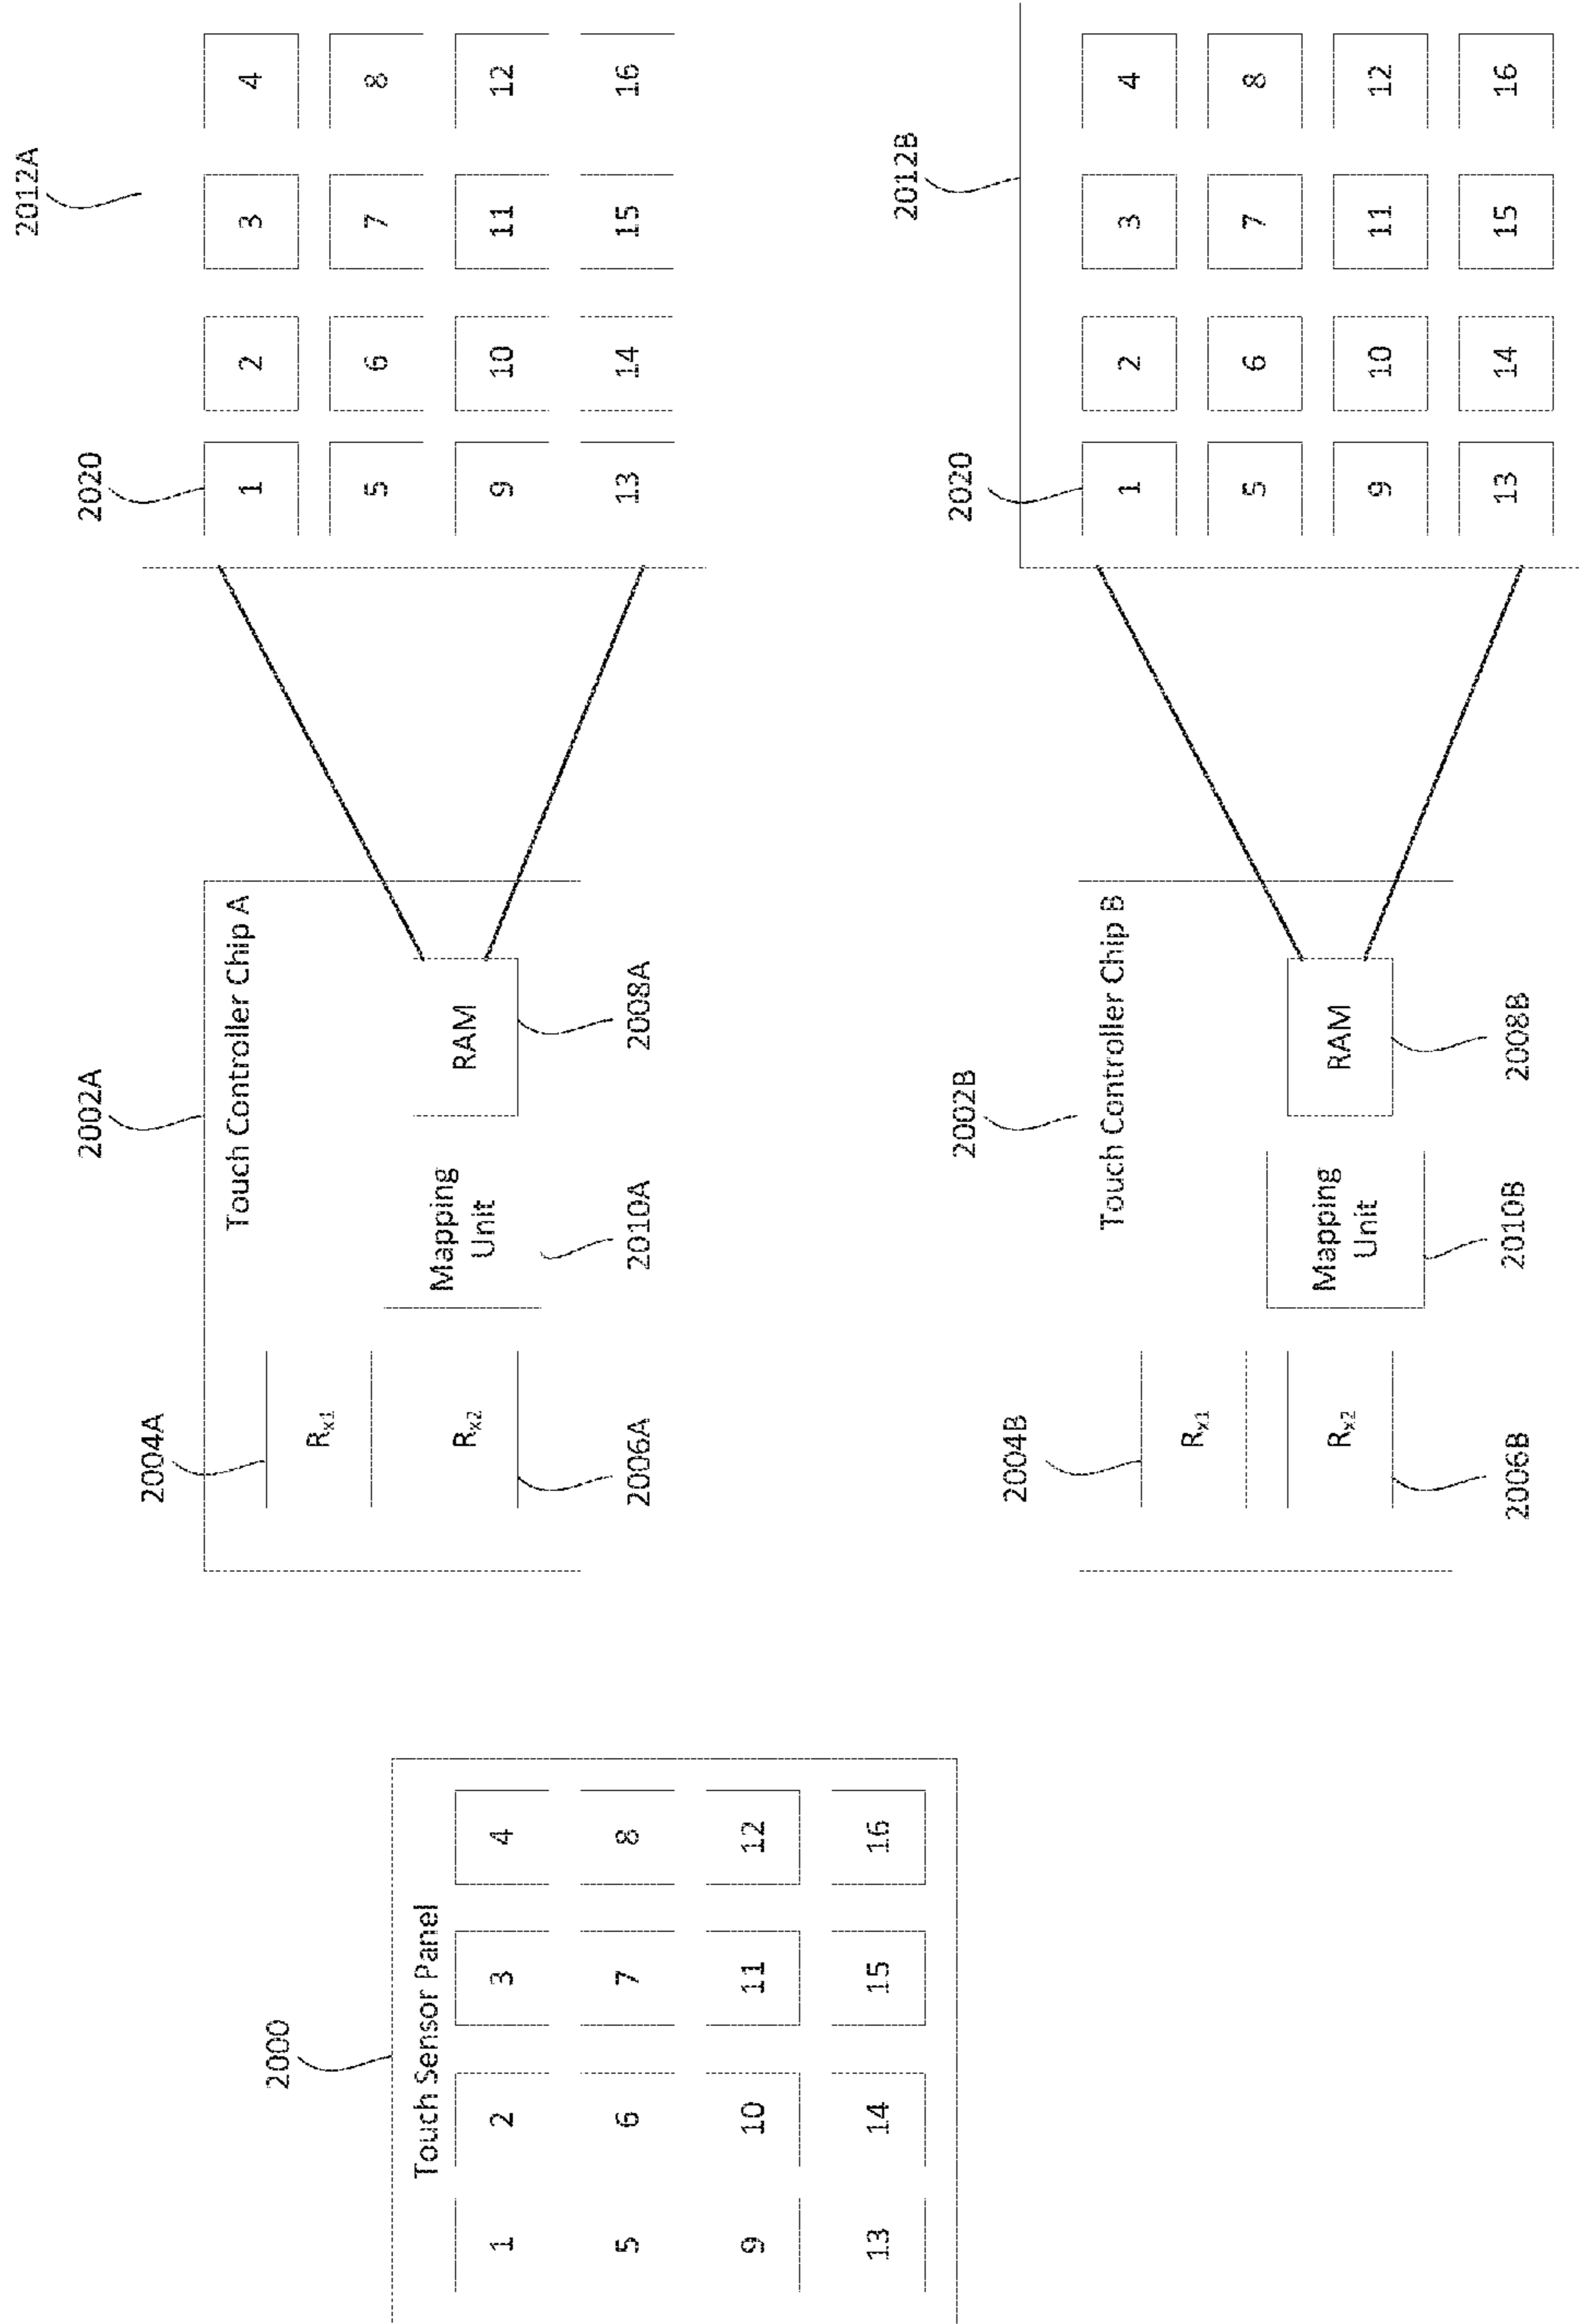 2000
Touch Sensor Panel
1 2 3 4
5 6 7 8
9 10 11 12
13 14 15 16
2002A
Touch Controller Chip A
2004A
Rx1
Rx2
2006A
Mapping
Unit
2010A
RAM
2008A
2012A
2020
1 2 3 4
5 6 7 8
9 10 11 12
13 14 15 16
2002B
Touch Controller Chip B
2004B
Rx1
Rx2
2006B
Mapping
Unit
2010B
RAM
2008B
2012B
2020
1 2 3 4
5 6 7 8
9 10 11 12
13 14 15 16